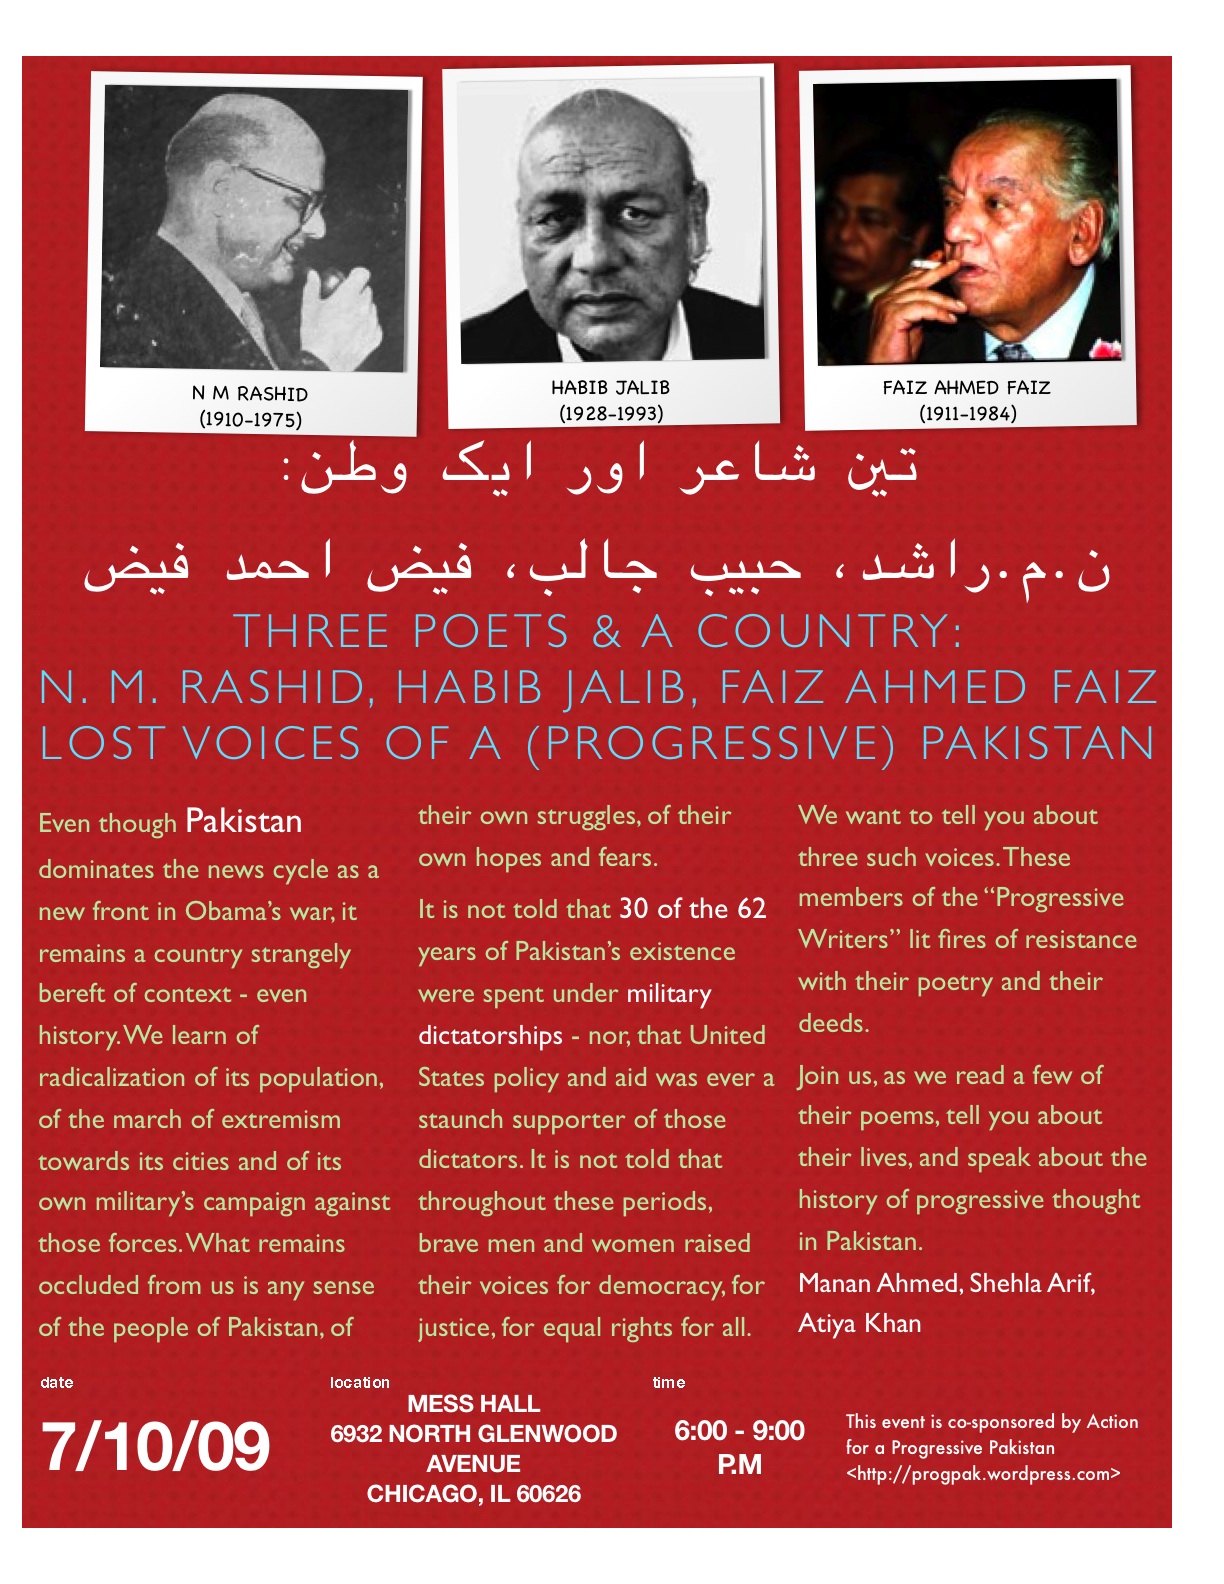 N M RASHID
(1910-1975)
HABIB JALIB
(1928-1993)
FAIZ AHMED FAIZ
(1911-1984)
تین شاعر اور ایک وطن:
ن.م.راشد، حبیب جالب، فیض احمد فیض
THREE POETS & A COUNTRY:
N. M. RASHID, HABIB JALIB, FAIZ AHMED FAIZ
LOST VOICES OF A (PROGRESSIVE) PAKISTAN
Even though Pakistan
dominates the news cycle as a
new front in Obama's war, it
remains a country strangely
bereft of context - even
history. We learn of
radicalization of its population,
of the march of extremism
towards its cities and of its
own military's campaign against
those forces. What remains
occluded from us is any sense
of the people of Pakistan, of
their own struggles, of their
own hopes and fears.
It is not told that 30 of the 62
years of Pakistan's existence
were spent under military
dictatorships - nor, that United
States policy and aid was ever a
staunch supporter of those
dictators. It is not told that
throughout these periods,
brave men and women raised
their voices for democracy, for
justice, for equal rights for all.
We want to tell you about
three such voices. These
members of the “Progressive
Writers” lit fires of resistance
with their poetry and their
deeds.
Join us, as we read a few of
their poems, tell you about
their lives, and speak about the
history of progressive thought
in Pakistan.
Manan Ahmed, Shehla Arif,
Atiya Khan
date
7/10/09
location
MESS HALL
6932 NORTH GLENWOOD
AVENUE
CHICAGO, IL 60626
time
6:00 - 9:00
P.M
This event is co-sponsored by Action
for a Progressive Pakistan
<http://progpak.wordpress.com>